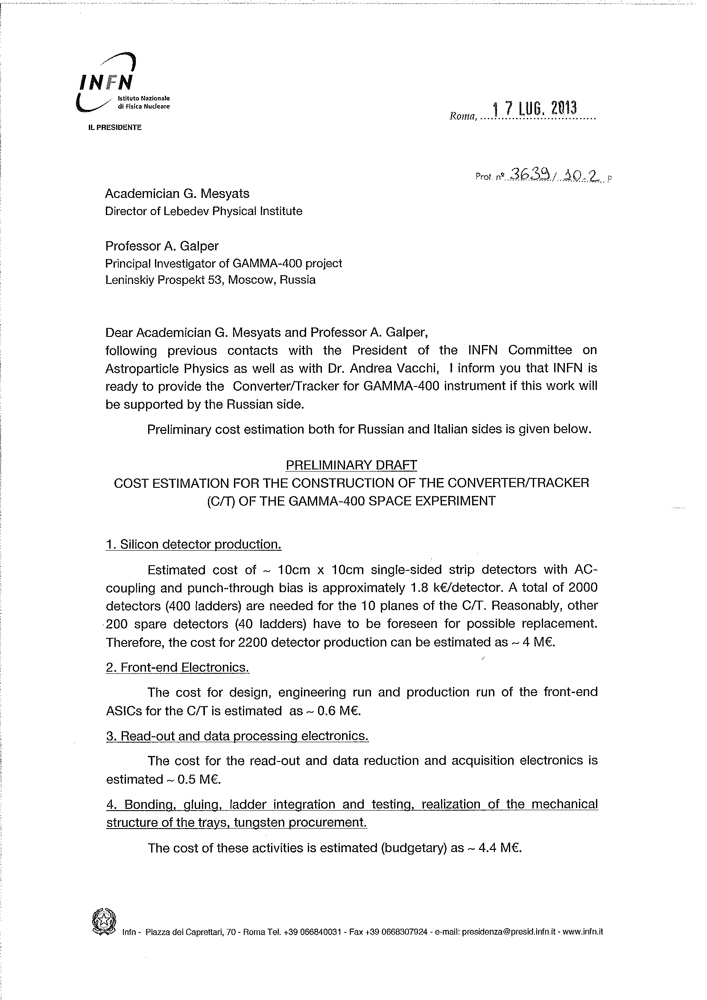 INFN
Istituto Nazionale
di Fisica Nucleare
IL PRESIDENTE
Roma, 17 LUG. 2013
Prot. nº 3639/10.2 P
Academician G. Mesyats
Director of Lebedev Physical Institute
Professor A. Galper
Principal Investigator of GAMMA-400 project
Leninskiy Prospekt 53, Moscow, Russia
Dear Academician G. Mesyats and Professor A. Galper,
following previous contacts with the President of the INFN Committee on
Astroparticle Physics as well as with Dr. Andrea Vacchi, I inform you that INFN is
ready to provide the Converter/Tracker for GAMMA-400 instrument if this work will
be supported by the Russian side.
Preliminary cost estimation both for Russian and Italian sides is given below.
PRELIMINARY DRAFT
COST ESTIMATION FOR THE CONSTRUCTION OF THE CONVERTER/TRACKER
(C/T) OF THE GAMMA-400 SPACE EXPERIMENT
1. Silicon detector production.
Estimated cost of ~ 10cm x 10cm single-sided strip detectors with AC-
coupling and punch-through bias is approximately 1.8 k€/detector. A total of 2000
detectors (400 ladders) are needed for the 10 planes of the C/T. Reasonably, other
200 spare detectors (40 ladders) have to be foreseen for possible replacement.
Therefore, the cost for 2200 detector production can be estimated as ~ 4 M€.
2. Front-end Electronics.
The cost for design, engineering run and production run of the front-end
ASICs for the C/T is estimated as ~ 0.6 M€.
3. Read-out and data processing electronics.
The cost for the read-out and data reduction and acquisition electronics is
estimated ~ 0.5 M€.
4. Bonding, gluing, ladder integration and testing, realization of the mechanical
structure of the trays, tungsten procurement.
The cost of these activities is estimated (budgetary) as ~ 4.4 M€.
Infn - Piazza dei Caprettari, 70 - Roma Tel. +39 066840031 - Fax +39 0668307924 - e-mail: presidenza@presid.infn.it - www.infn.it